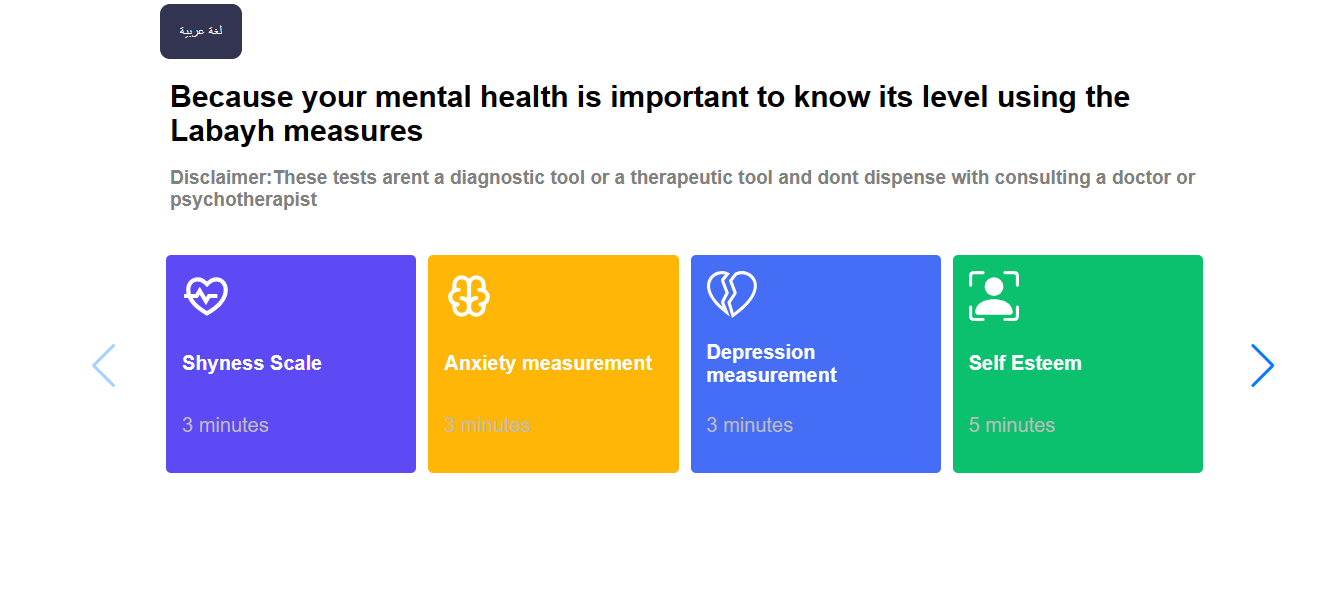 لغة عربية
Because your mental health is important to know its level using the
Labayh measures
Disclaimer:These tests arent a diagnostic tool or a therapeutic tool and dont dispense with consulting a doctor or
psychotherapist
Shyness Scale
3 minutes
Anxiety measurement
3 minutes
Depression
measurement
3 minutes
Self Esteem
5 minutes